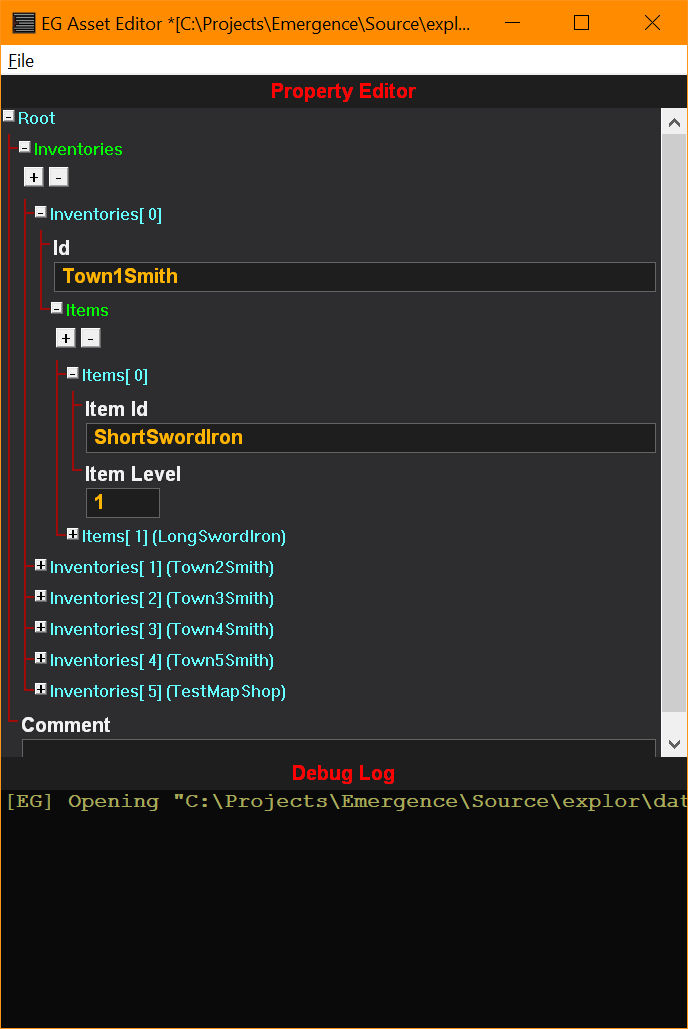 EG Asset Editor *[C:\Projects\Emergence\Source\expl...
File
Property Editor
Root
Inventories
+ -
Inventories[ 0]
Id
Town1Smith
Items
+ -
Items[ 0]
Item Id
ShortSwordIron
Item Level
1
Items[ 1] (LongSwordIron)
Inventories[ 1] (Town2Smith)
Inventories[ 2] (Town3Smith)
Inventories[ 3] (Town4Smith)
Inventories[ 4] (Town5Smith)
Inventories[ 5] (TestMapShop)
Comment
Debug Log
[EG] Opening "C:\Projects\Emergence\Source\explor\dat